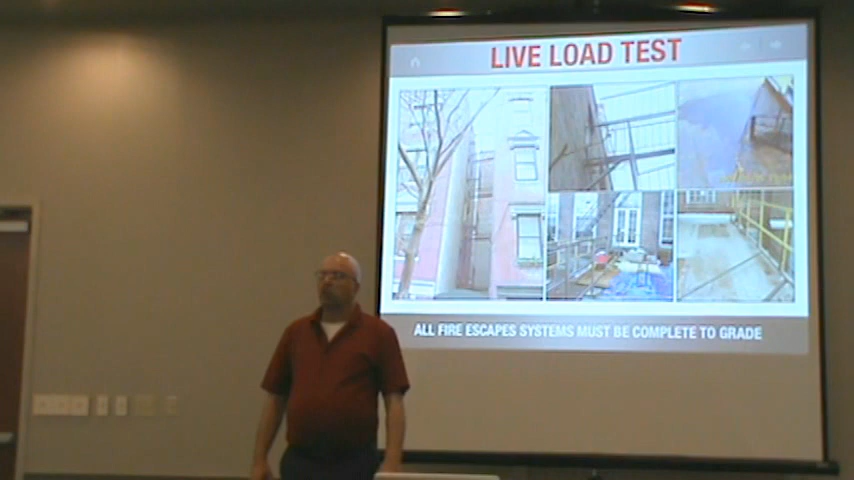 LIVE LOAD TEST
ALL FIRE ESCAPES SYSTEMS MUST BE COMPLETE TO GRADE